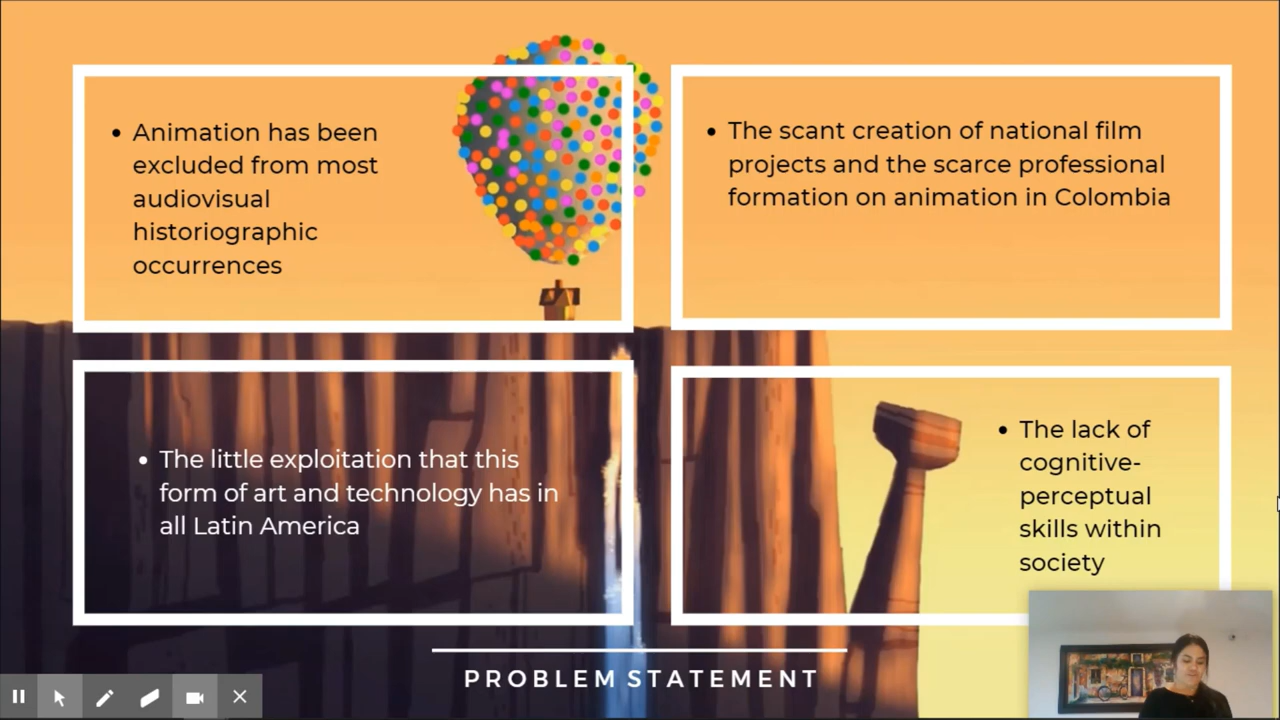 Animation has been
excluded from most
audiovisual
historiographic
occurrences
The scant creation of national film
projects and the scarce professional
formation on animation in Colombia
The little exploitation that this
form of art and technology has in
all Latin America
The lack of
cognitive-
perceptual
skills within
society
PROBLEM STATEMENT